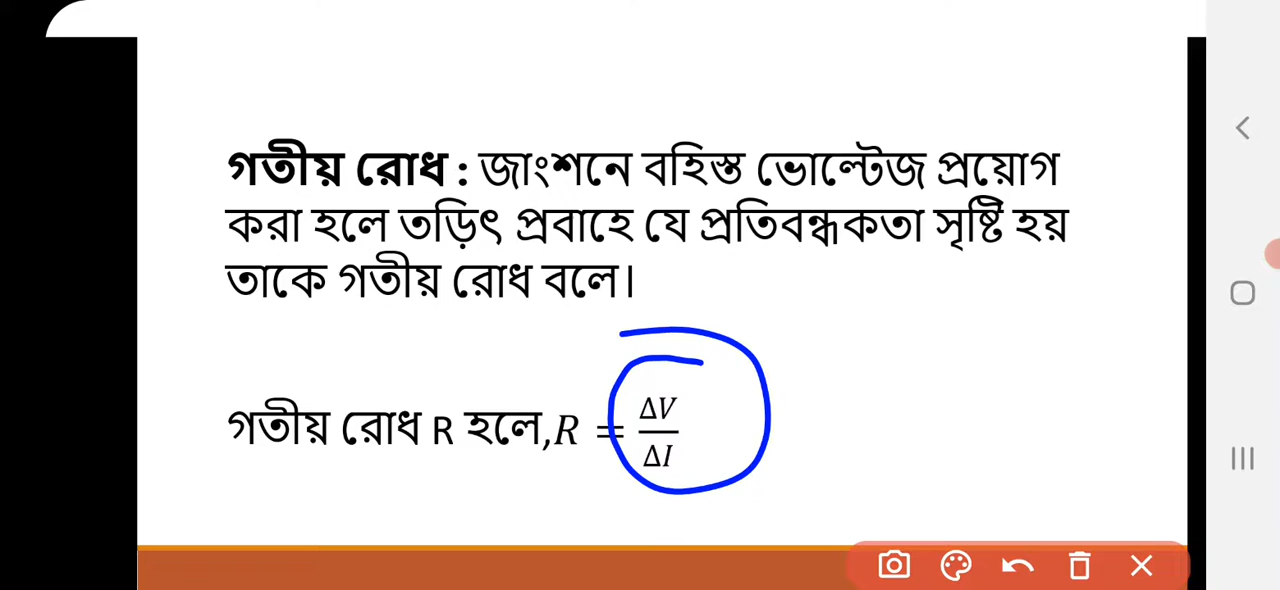 গতীয় রোধ : জাংশনে বহিস্ত ভোল্টেজ প্রয়োগ
করা হলে তড়িৎ প্রবাহে যে প্রতিবন্ধকতা সৃষ্টি হয়
তাকে গতীয় রোধ বলে।
গতীয় রোধ R হলে,R = ΔV/ΔI